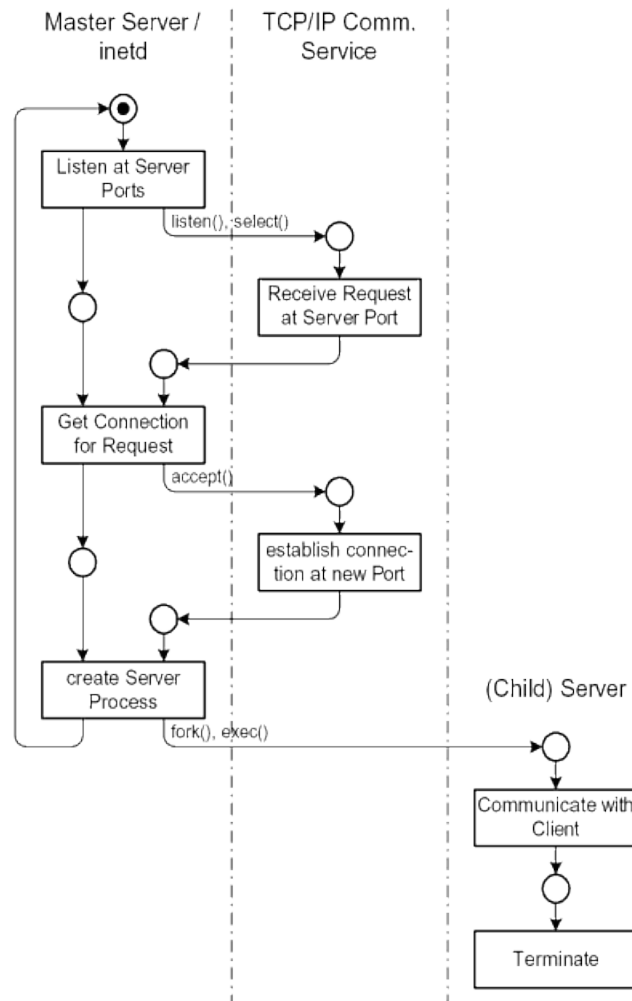 Master Server /
inetd
TCP/IP Comm.
Service
Listen at Server
Ports
listen(), select()
Receive Request
at Server Port
Get Connection
for Request
accept()
establish connec-
tion at new Port
create Server
Process
fork(), exec()
(Child) Server
Communicate with
Client
Terminate